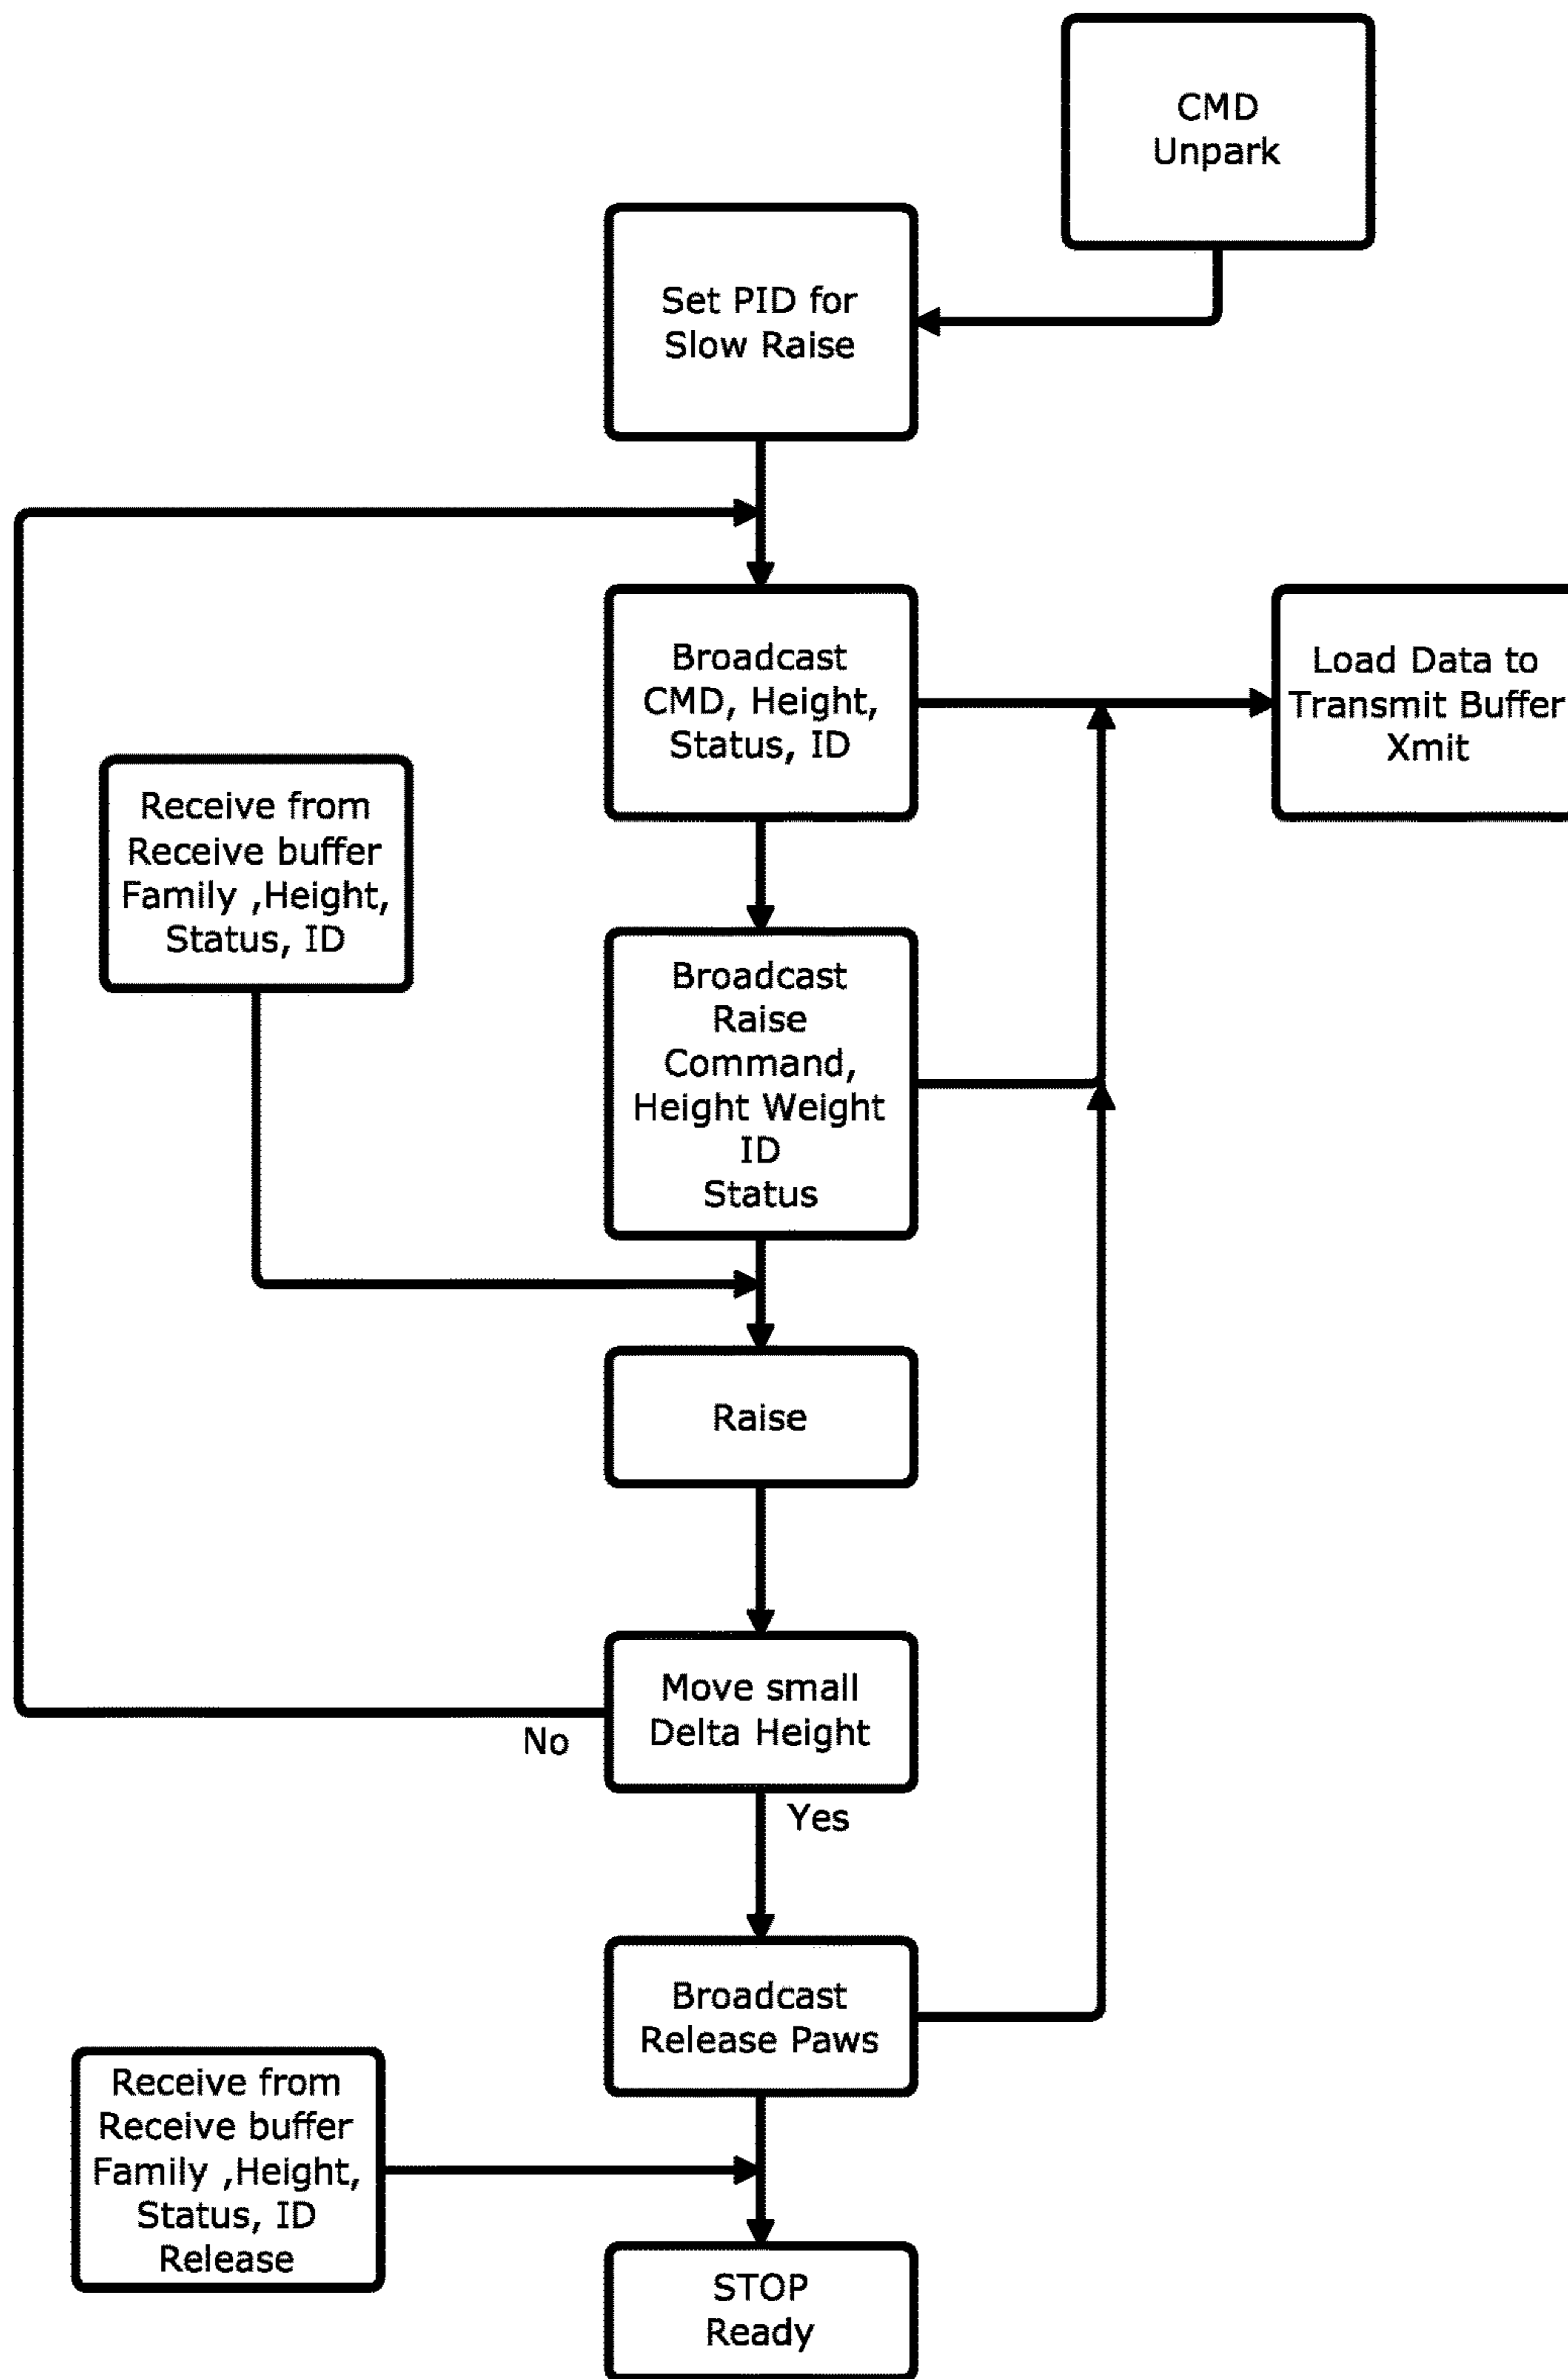 CMD
Unpark
Set PID for
Slow Raise
Broadcast
CMD, Height,
Status, ID
Load Data to
Transmit Buffer
Xmit
Receive from
Receive buffer
Family ,Height,
Status, ID
Broadcast
Raise
Command,
Height Weight
ID
Status
Raise
Move small
Delta Height
No
Yes
Broadcast
Release Paws
Receive from
Receive buffer
Family ,Height,
Status, ID
Release
STOP
Ready